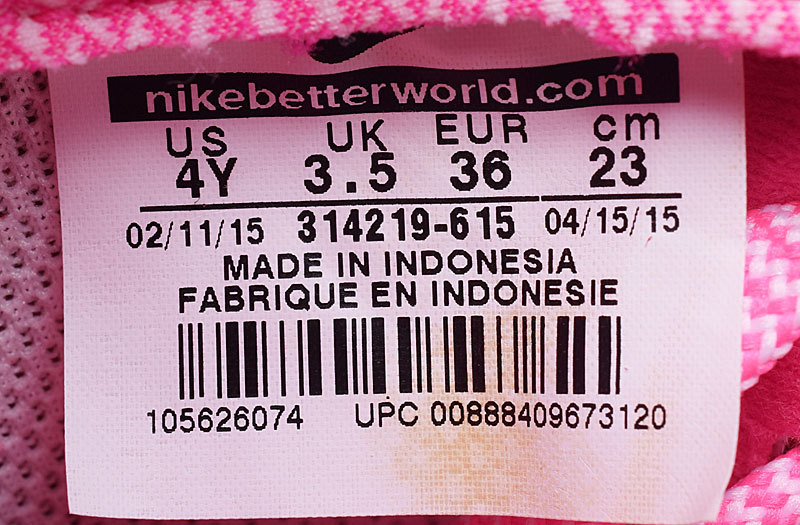 nikebetterworld.com
US UK EUR cm
4Y 3.5 36 23
02/11/15 314219-615 04/15/15
MADE IN INDONESIA
FABRIQUE EN INDONESIE
105626074 UPC 00888409673120